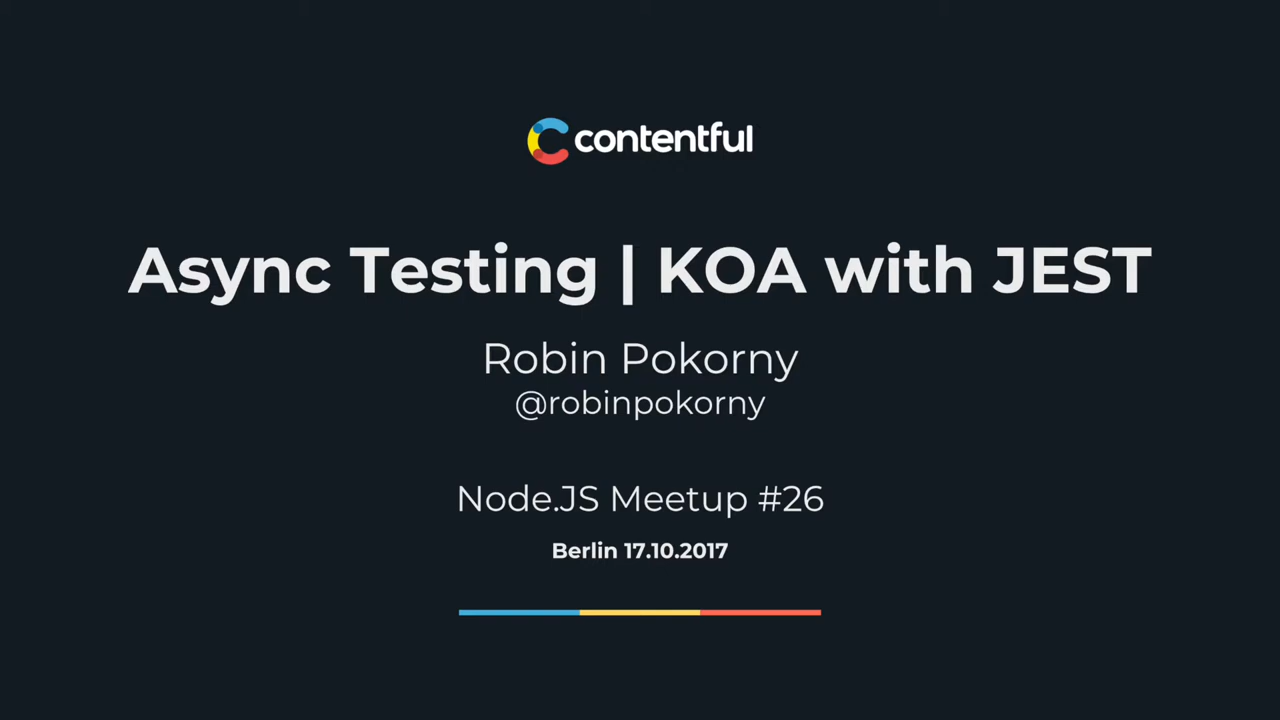 contentful
Async Testing | KOA with JEST
Robin Pokorny
@robinpokorny
Node.JS Meetup #26
Berlin 17.10.2017